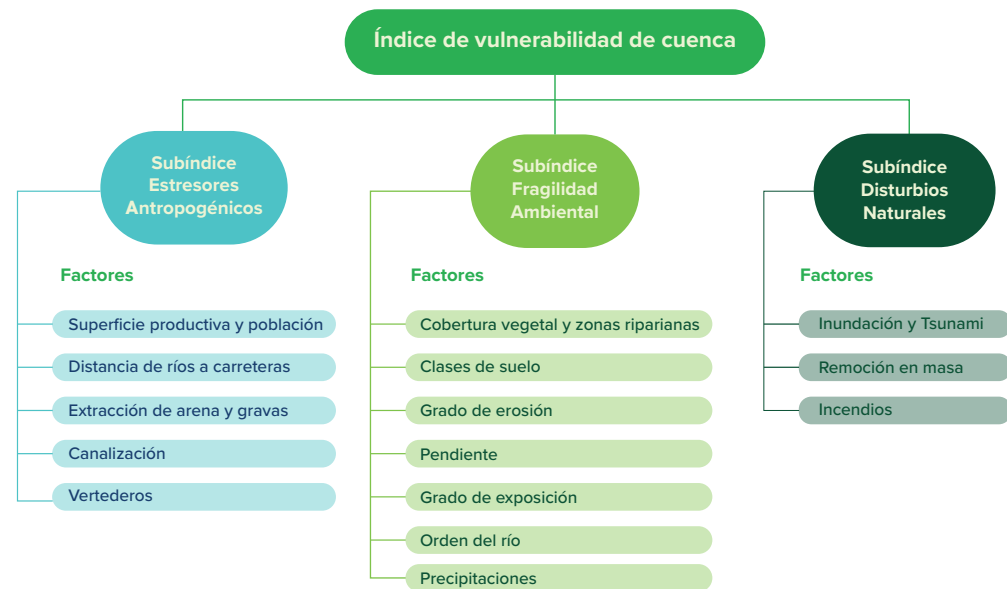 Índice de vulnerabilidad de cuenca
Subíndice
Estresores
Antropogénicos
Factores
Superficie productiva y población
Distancia de ríos a carreteras
Extracción de arena y gravas
Canalización
Vertederos
Subíndice
Fragilidad
Ambiental
Factores
Cobertura vegetal y zonas riparianas
Clases de suelo
Grado de erosión
Pendiente
Grado de exposición
Orden del río
Precipitaciones
Subíndice
Disturbios
Naturales
Factores
Inundación y Tsunami
Remoción en masa
Incendios